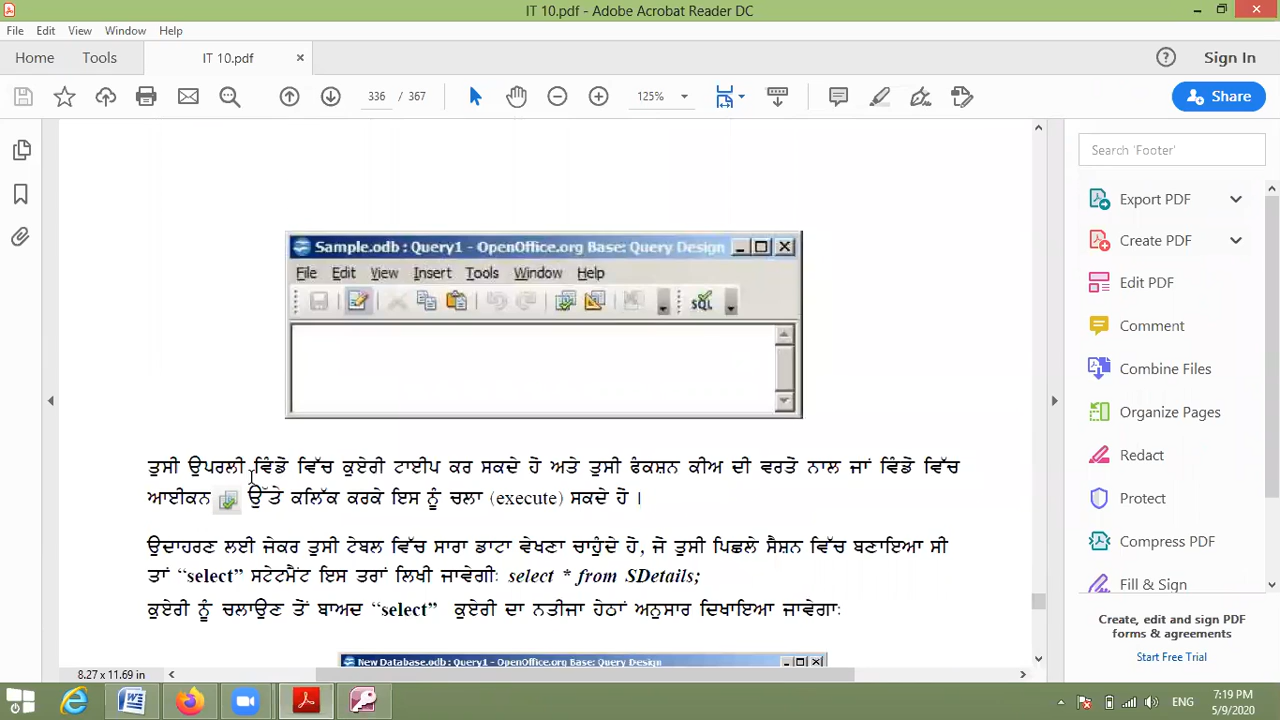 IT 10.pdf - Adobe Acrobat Reader DC
File Edit View Window Help
Home Tools IT 10.pdf × Sign In
336 / 367 125% Share
Search 'Footer'
Export PDF
Create PDF
Edit PDF
Comment
Combine Files
Organize Pages
Redact
Protect
Compress PDF
Fill & Sign
Create, edit and sign PDF
forms & agreements
Start Free Trial
Sample.odb : Query1 - OpenOffice.org Base: Query Design
File Edit View Insert Tools Window Help
SQL
ਤੁਸੀ ਉਪਰਲੀ ਵਿੰਡੋ ਵਿੱਚ ਕੁਏਰੀ ਟਾਈਪ ਕਰ ਸਕਦੇ ਹੋ ਅਤੇ ਤੁਸੀ ਫੰਕਸ਼ਨ ਕੀਅ ਦੀ ਵਰਤੋ ਨਾਲ ਜਾਂ ਵਿੰਡੋ ਵਿੱਚ
ਆਈਕਨ ਉੱਤੇ ਕਲਿੱਕ ਕਰਕੇ ਇਸ ਨੂੰ ਚਲਾ (execute) ਸਕਦੇ ਹੋ ।
ਉਦਾਹਰਣ ਲਈ ਜੇਕਰ ਤੁਸੀ ਟੇਬਲ ਵਿੱਚ ਸਾਰਾ ਡਾਟਾ ਵੇਖਣਾ ਚਾਹੁੰਦੇ ਹੋ, ਜੋ ਤੁਸੀ ਪਿਛਲੇ ਸੈਸ਼ਨ ਵਿੱਚ ਬਣਾਇਆ ਸੀ
ਤਾਂ “select” ਸਟੇਟਮੈਂਟ ਇਸ ਤਰਾਂ ਲਿਖੀ ਜਾਵੇਗੀ: select * from SDetails;
ਕੁਏਰੀ ਨੂੰ ਚਲਾਉਣ ਤੋਂ ਬਾਅਦ “select” ਕੁਏਰੀ ਦਾ ਨਤੀਜਾ ਹੇਠਾਂ ਅਨੁਸਾਰ ਦਿਖਾਇਆ ਜਾਵੇਗਾ:
New Database.odb : Query1 - OpenOffice.org Base: Query Design
8.27 x 11.69 in
ENG
7:19 PM
5/9/2020